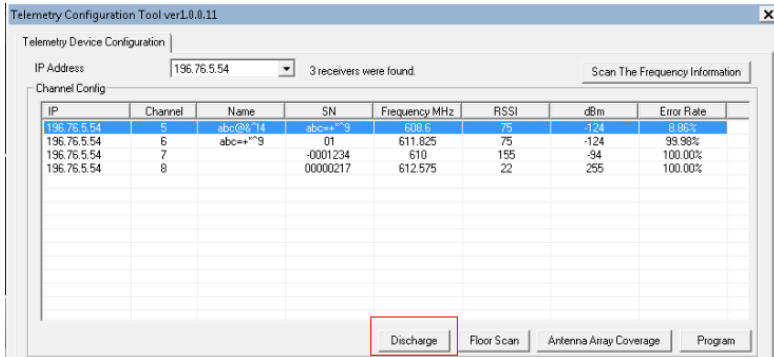 Telemetry Configuration Tool ver1.0.0.11
Telemetry Device Configuration
IP Address 196.76.5.54 3 receivers were found. Scan The Frequency Information
Channel Config
IP Channel Name SN Frequency MHz RSSI dBm Error Rate
196.76.5.54 5 abc@&^14 abc=+"^9 608.6 75 -124 8.86%
196.76.5.54 6 abc=+"^9 01 611.825 75 -124 99.98%
196.76.5.54 7 -0001234 610 155 -94 100.00%
196.76.5.54 8 00000217 612.575 22 255 100.00%
Discharge Floor Scan Antenna Array Coverage Program